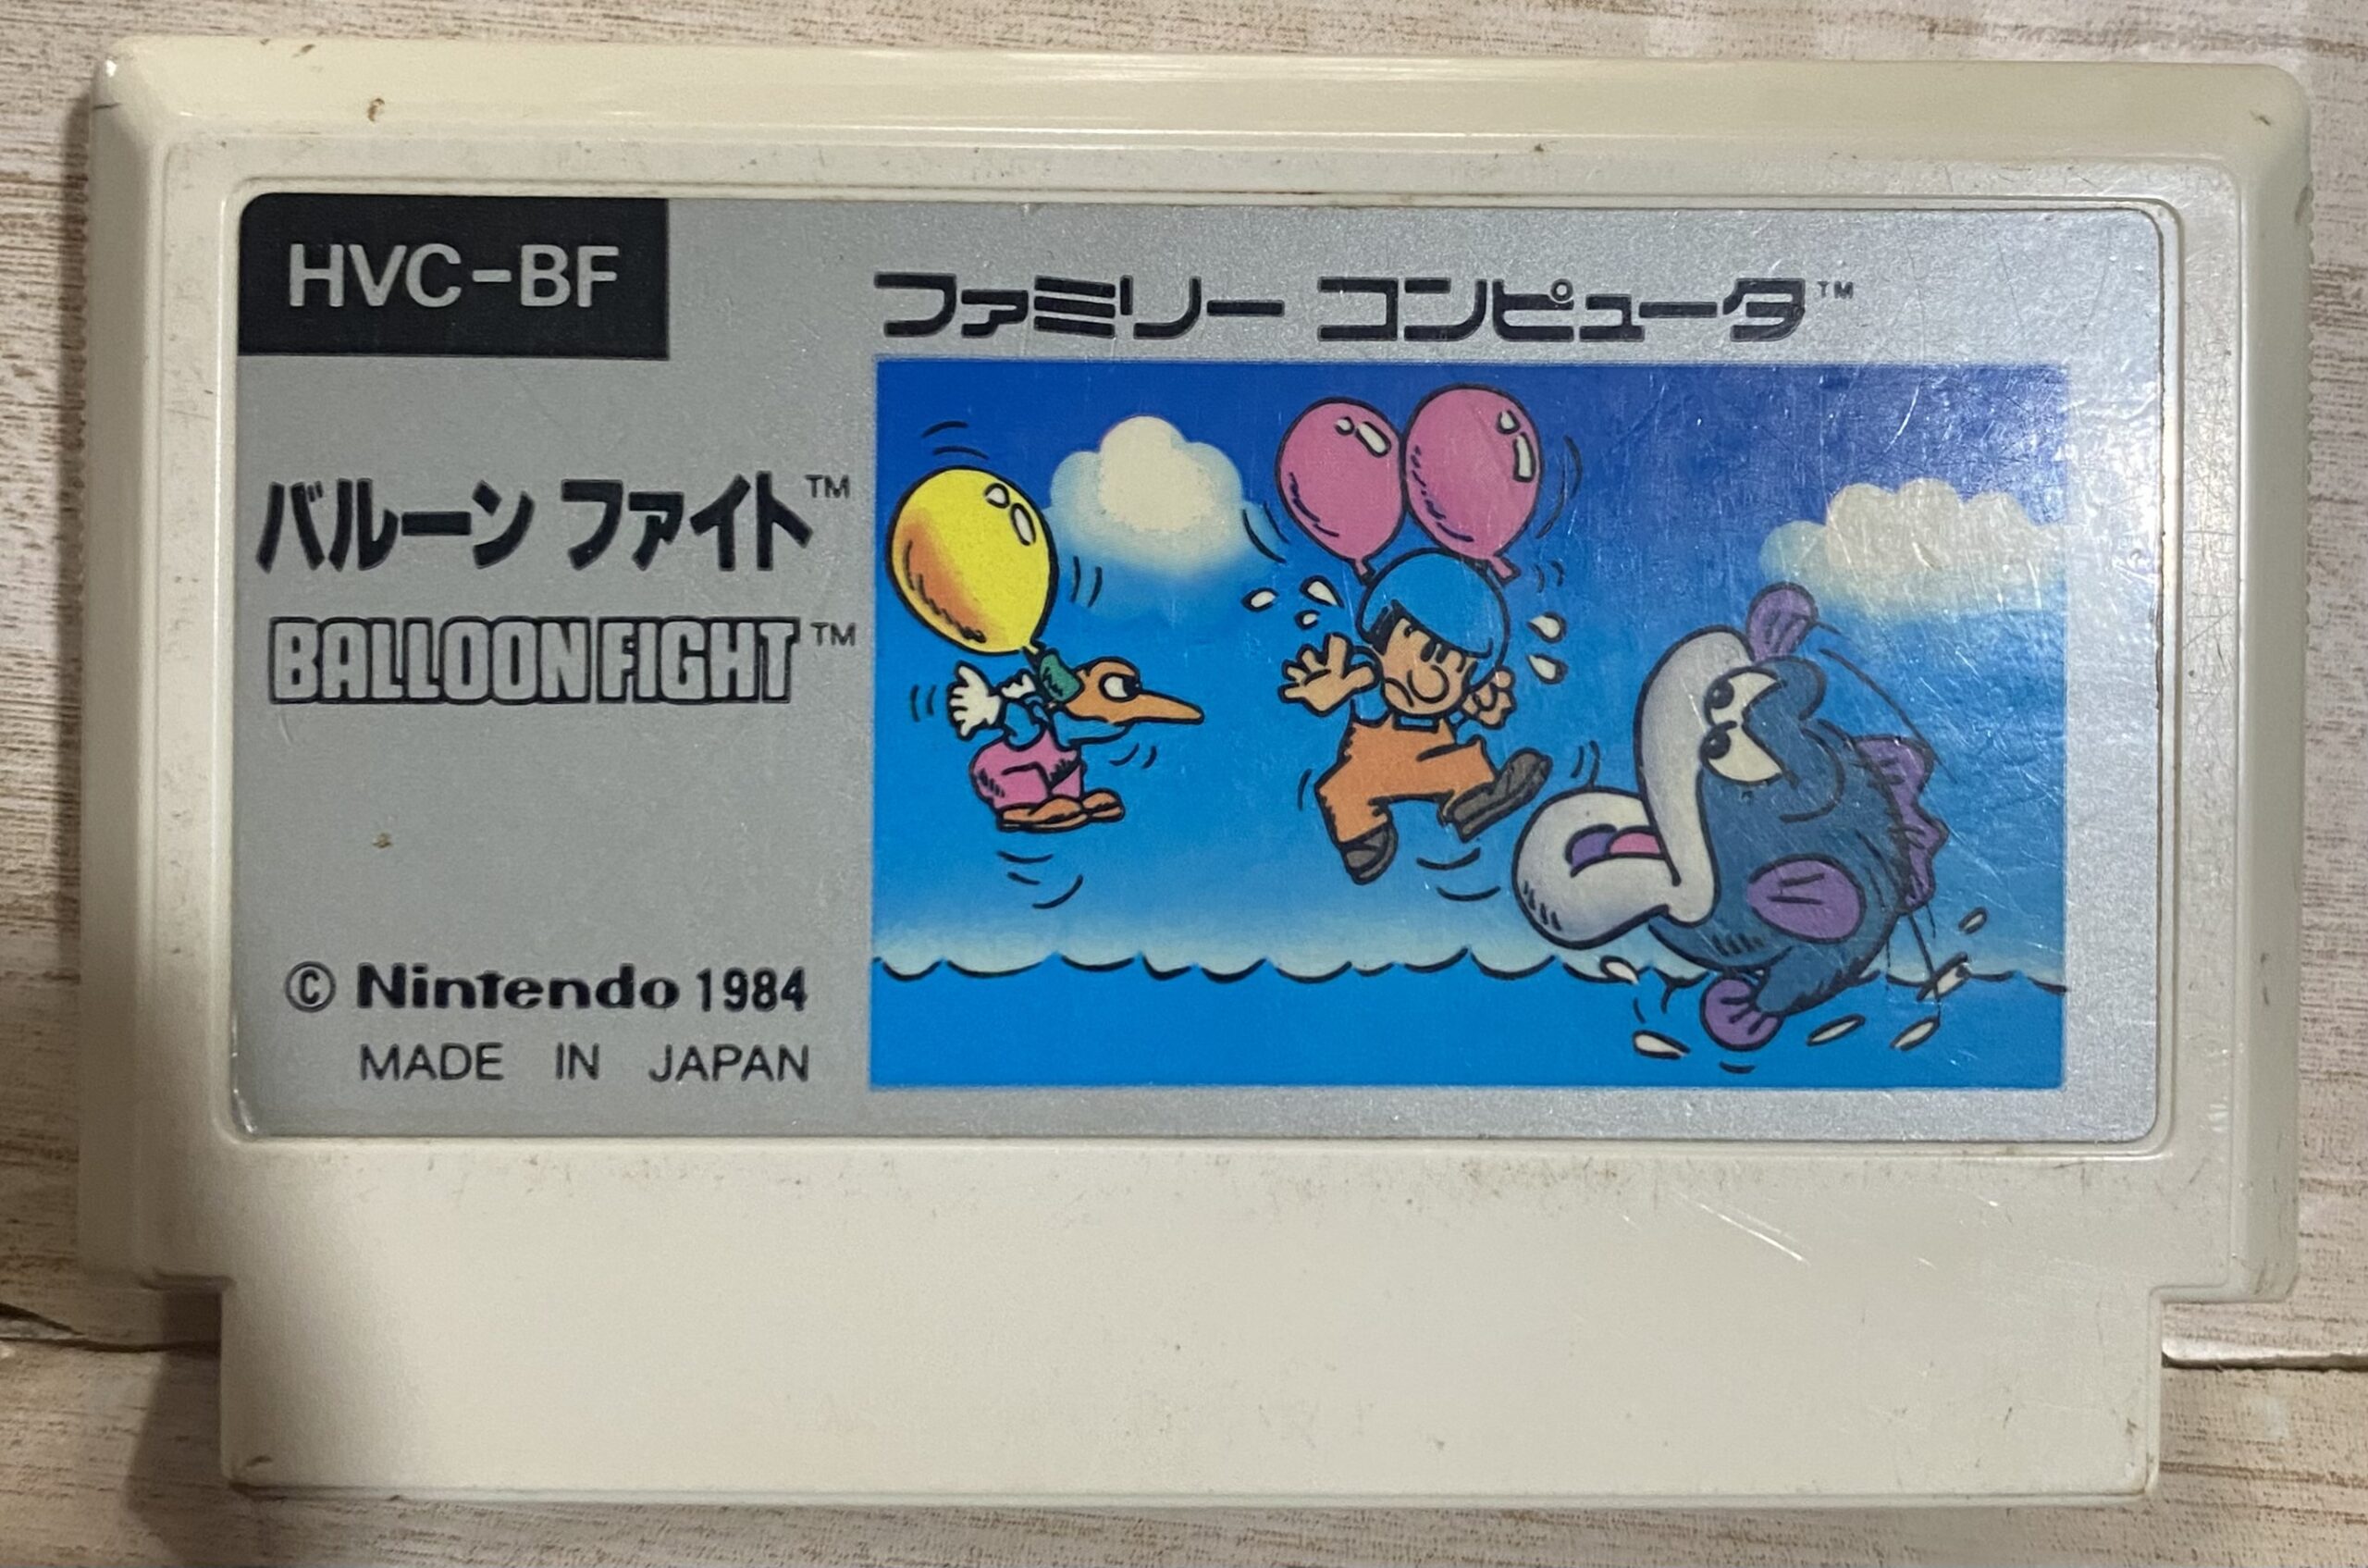 HVC-BF
ファミリー コンピュータ™
バルーン ファイト™
BALLOON FIGHT™
© Nintendo 1984
MADE IN JAPAN